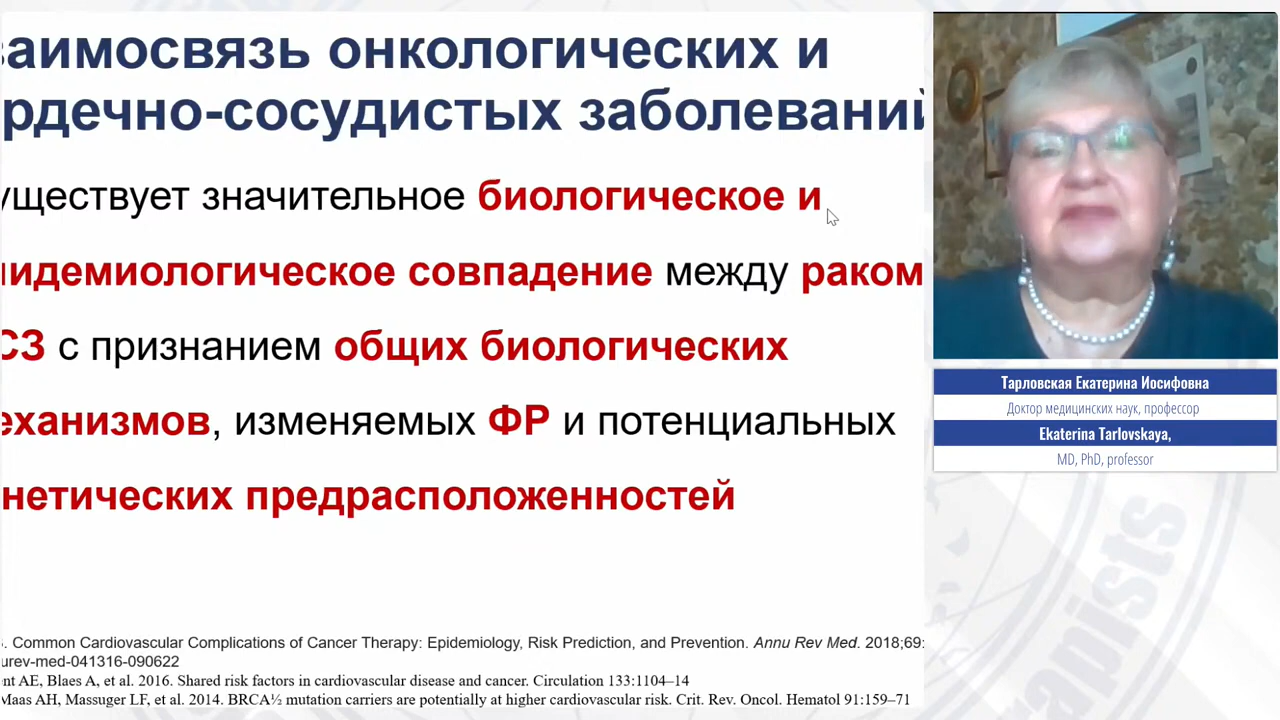 заимосвязь онкологических и
рдечно-сосудистых заболеваний
уществует значительное биологическое и
идемиологическое совпадение между раком
СЗ с признанием общих биологических
еханизмов, изменяемых ФР и потенциальных
нетических предрасположенностей
. Common Cardiovascular Complications of Cancer Therapy: Epidemiology, Risk Prediction, and Prevention. Annu Rev Med. 2018;69:
urev-med-041316-090622
nt AE, Blaes A, et al. 2016. Shared risk factors in cardiovascular disease and cancer. Circulation 133:1104–14
Maas AH, Massuger LF, et al. 2014. BRCA½ mutation carriers are potentially at higher cardiovascular risk. Crit. Rev. Oncol. Hematol 91:159–71
Тарловская Екатерина Иосифовна
Доктор медицинских наук, профессор
Ekaterina Tarlovskaya,
MD, PhD, professor
apists